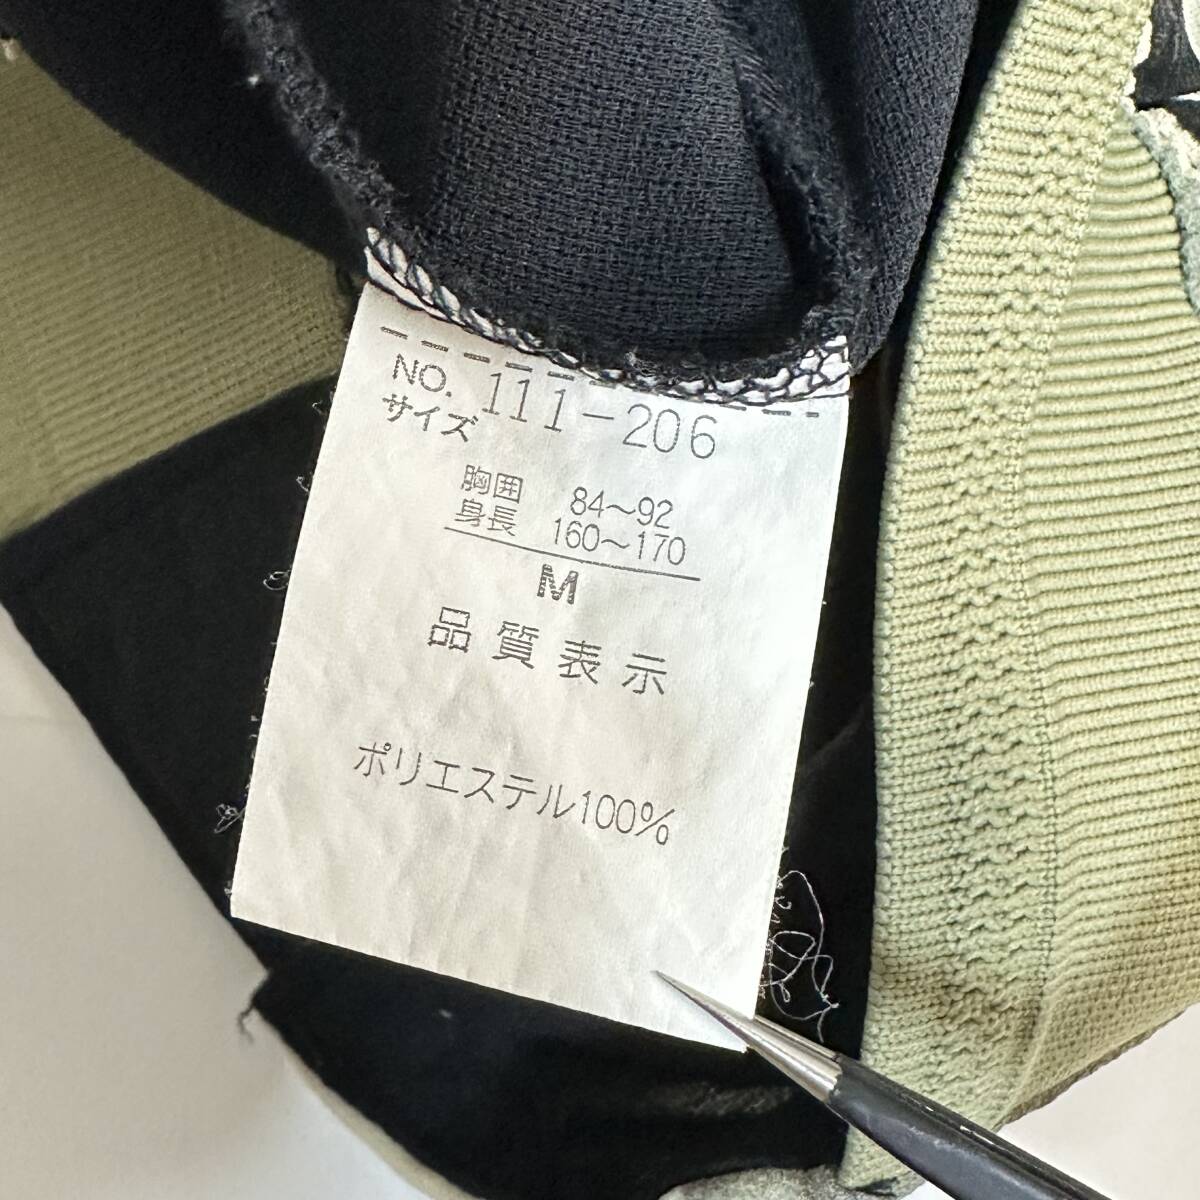 NO. 111-206
サイズ
胸囲 84～92
身長 160～170
M
品質表示
ポリエステル100%